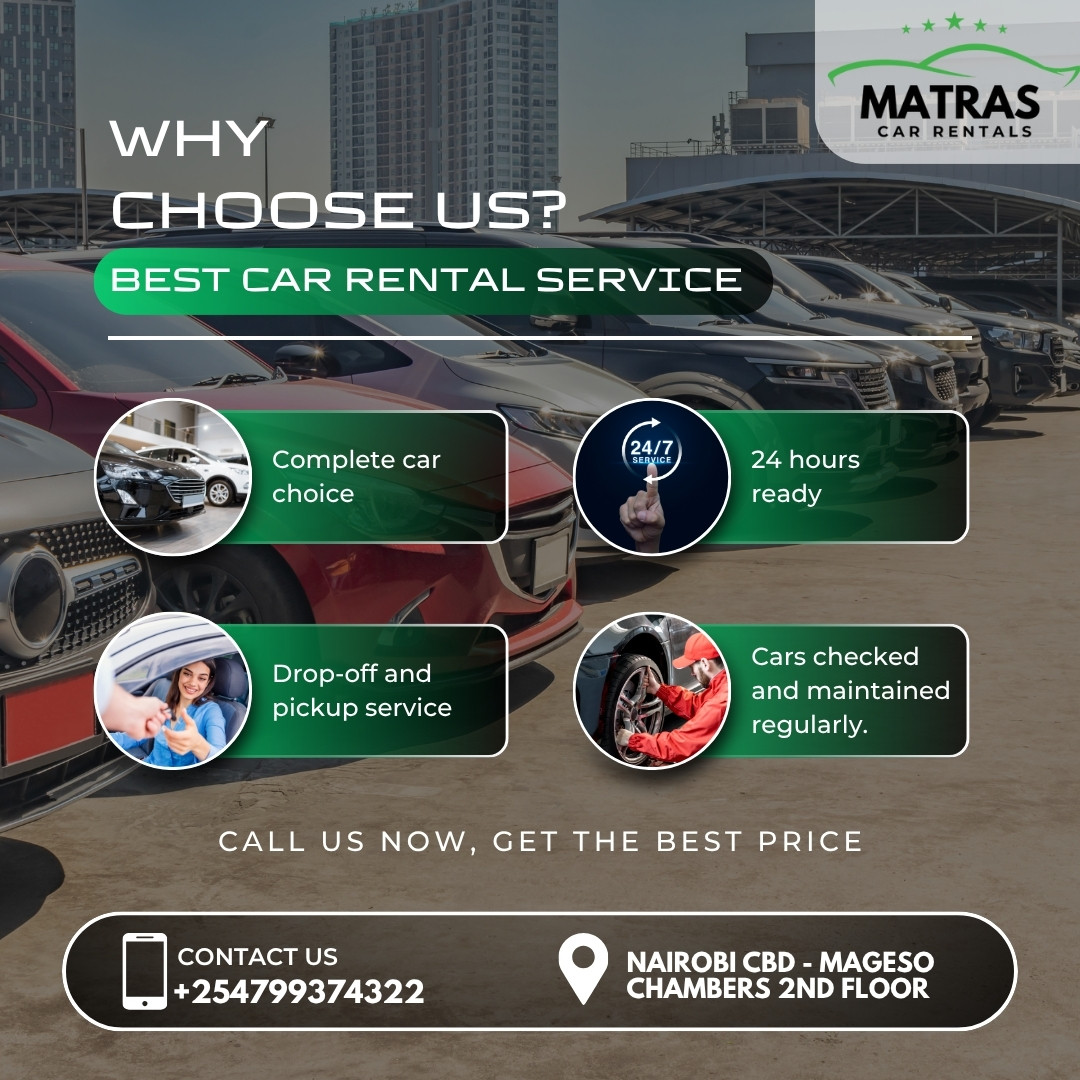 MATRAS
CAR RENTALS
WHY
CHOOSE US?
BEST CAR RENTAL SERVICE
Complete car
choice
24/7
SERVICE
24 hours
ready
Drop-off and
pickup service
Cars checked
and maintained
regularly.
CALL US NOW, GET THE BEST PRICE
CONTACT US
+254799374322
NAIROBI CBD - MAGESO
CHAMBERS 2ND FLOOR